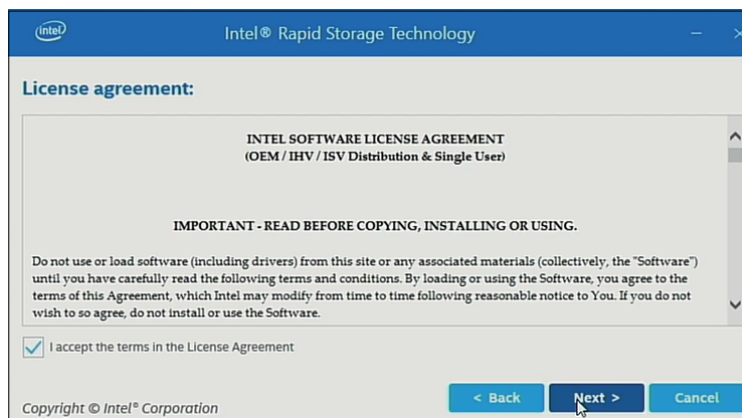 intel
Intel® Rapid Storage Technology
License agreement:
INTEL SOFTWARE LICENSE AGREEMENT
(OEM / IHV / ISV Distribution & Single User)
IMPORTANT - READ BEFORE COPYING, INSTALLING OR USING.
Do not use or load software (including drivers) from this site or any associated materials (collectively, the "Software")
until you have carefully read the following terms and conditions. By loading or using the Software, you agree to the
terms of this Agreement, which Intel may modify from time to time following reasonable notice to You. If you do not
wish to so agree, do not install or use the Software.
I accept the terms in the License Agreement
< Back Next > Cancel
Copyright © Intel® Corporation